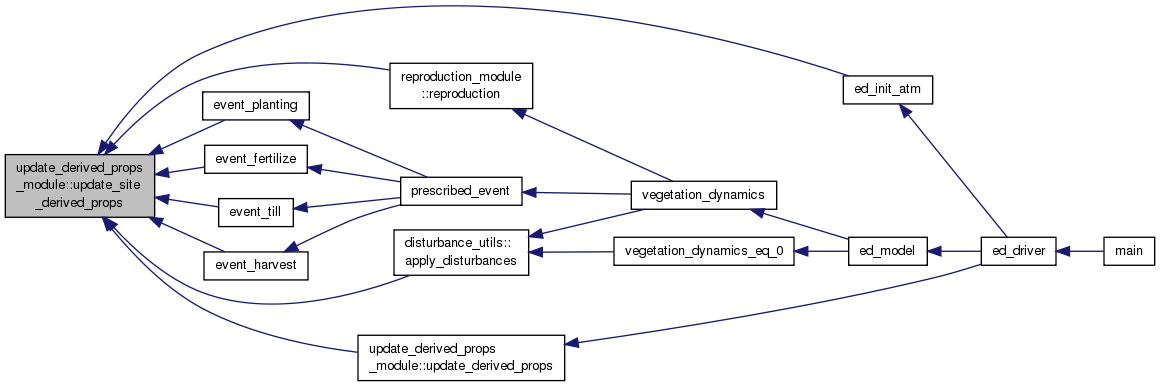 update_derived_props
_module::update_site
_derived_props
event_planting
event_fertilize
event_till
event_harvest
reproduction_module
::reproduction
prescribed_event
disturbance_utils::
apply_disturbances
update_derived_props
_module::update_derived_props
vegetation_dynamics
vegetation_dynamics_eq_0
ed_init_atm
ed_model
ed_driver
main